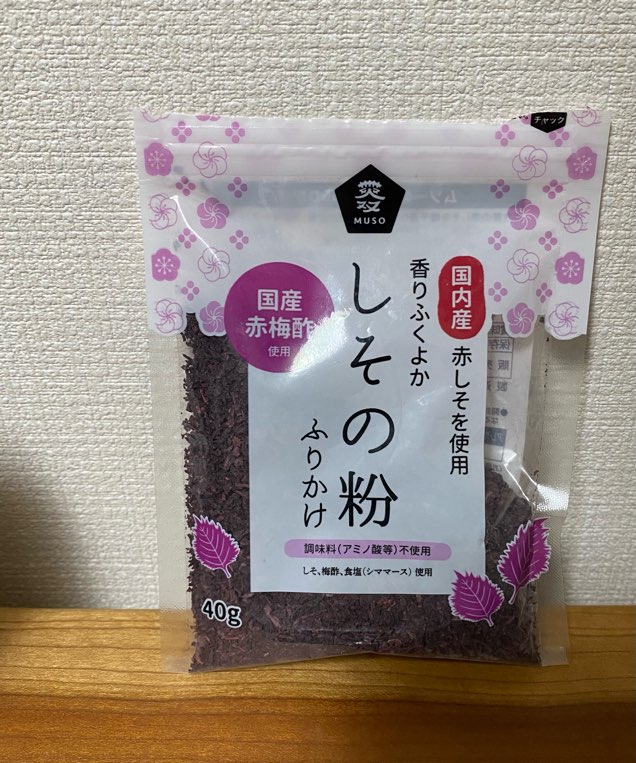 チャック
MUSO
国内産
赤しそを使用
香りふくよか
国産
赤梅酢
使用
しその粉
ふりかけ
調味料(アミノ酸等)不使用
しそ、梅酢、食塩(シママース)使用
40g